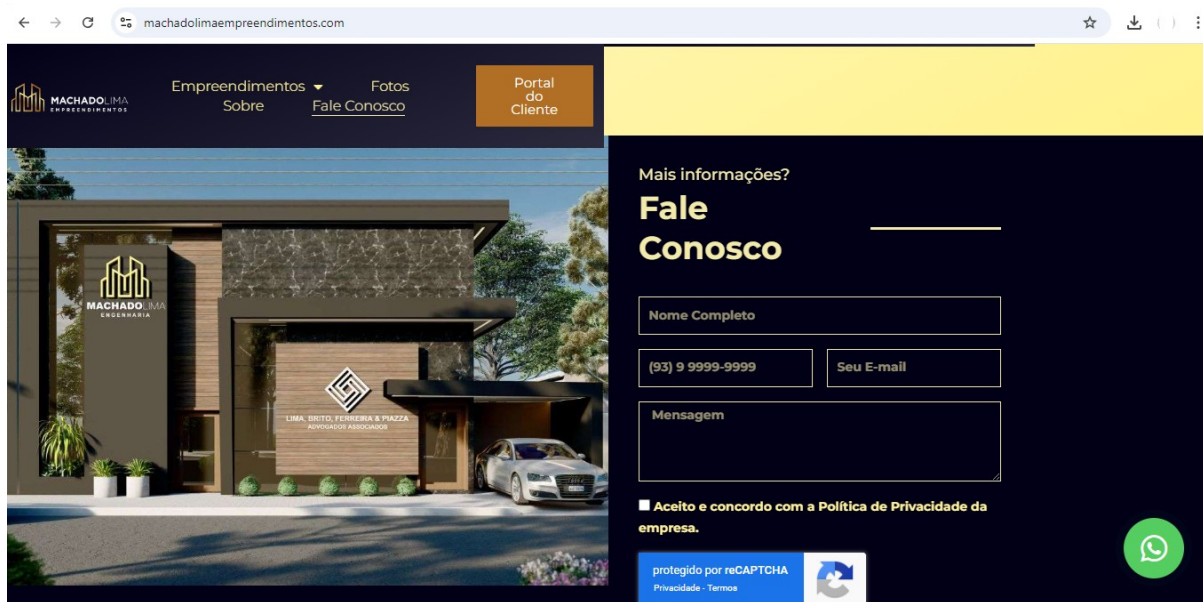 machadolimaempreendimentos.com
MACHADOLIMA
EMPREENDIMENTOS
Empreendimentos
Fotos
Sobre
Fale Conosco
Portal
do
Cliente
MACHADOLIMA
ENGENHARIA
LIMA, BRITO, FERREIRA & PIAZZA
ADVOGADOS ASSOCIADOS
Mais informações?
Fale
Conosco
Nome Completo
(93) 9 9999-9999
Seu E-mail
Mensagem
Aceito e concordo com a Política de Privacidade da
empresa.
protegido por reCAPTCHA
Privacidade - Termos